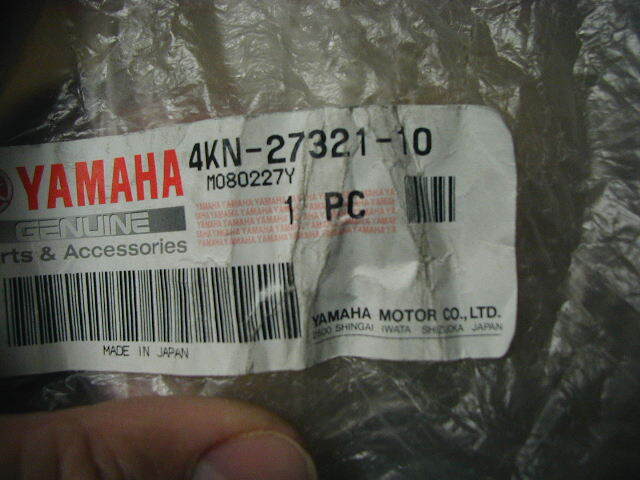 4KN-27321-10
YAMAHA
M080227Y
1 PC
GENUINE
rts & Accessories
MADE IN JAPAN
YAMAHA MOTOR CO.,LTD.
2500 SHINGAI IWATA SHIZUOKA JAPAN